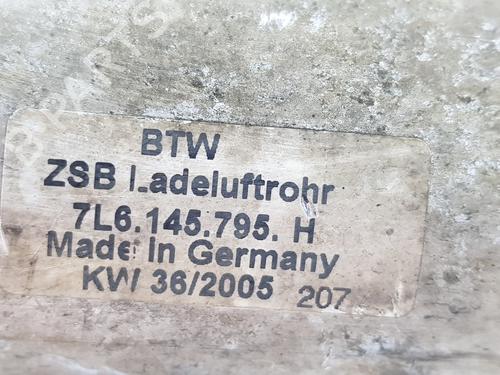 BTW
ZSB Ladeluftrohr
7L6.145.795. H
Made In Germany
KW 36/2005 207